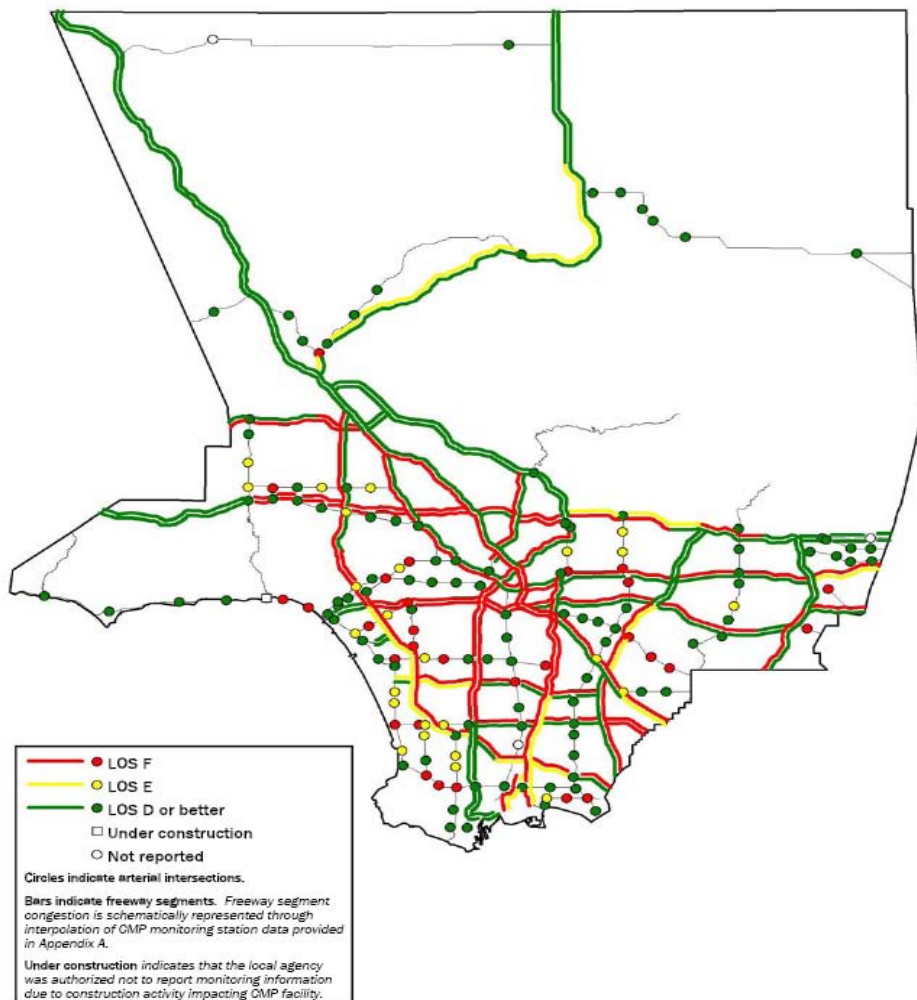 LOS F
LOS E
LOS D or better
Under construction
Not reported
Circles indicate arterial intersections.
Bars indicate freeway segments. Freeway segment
congestion is schematically represented through
interpolation of CMP monitoring station data provided
in Appendix A.
Under construction indicates that the local agency
was authorized not to report monitoring information
due to construction activity impacting CMP facility.